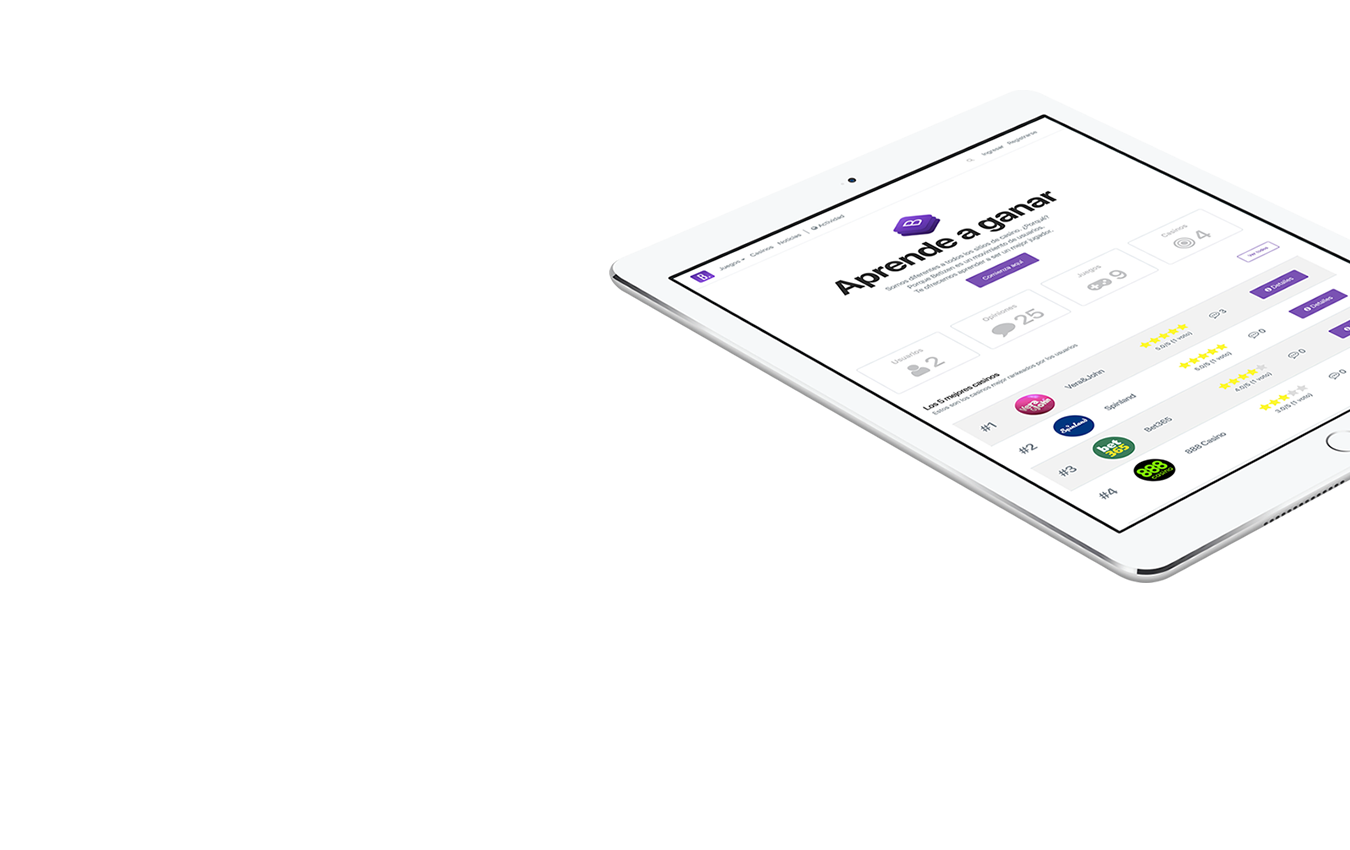 B.
Juegos
Casinos
Noticias
Actividad
Ingresar
Registrarse
B
Aprende a ganar
Somos diferentes a todos los sitios de casino. ¿Porqué?
Porque Betizen es un movimiento de usuarios.
Te ofrecemos aprender a ser un mejor jugador.
Comienza aquí
Usuarios
2
Opiniones
25
Juegos
9
Casinos
4
Los 5 mejores casinos
Estos son los casinos mejor rankeados por los usuarios
Ver todos
#1
Vera&John
Vera&John
5.0/5 (1 voto)
3
Detalles
#2
Spinland
Spinland
5.0/5 (1 voto)
0
Detalles
#3
bet
365
Bet365
4.0/5 (1 voto)
0
#4
888
casino
888 Casino
3.0/5 (1 voto)
0